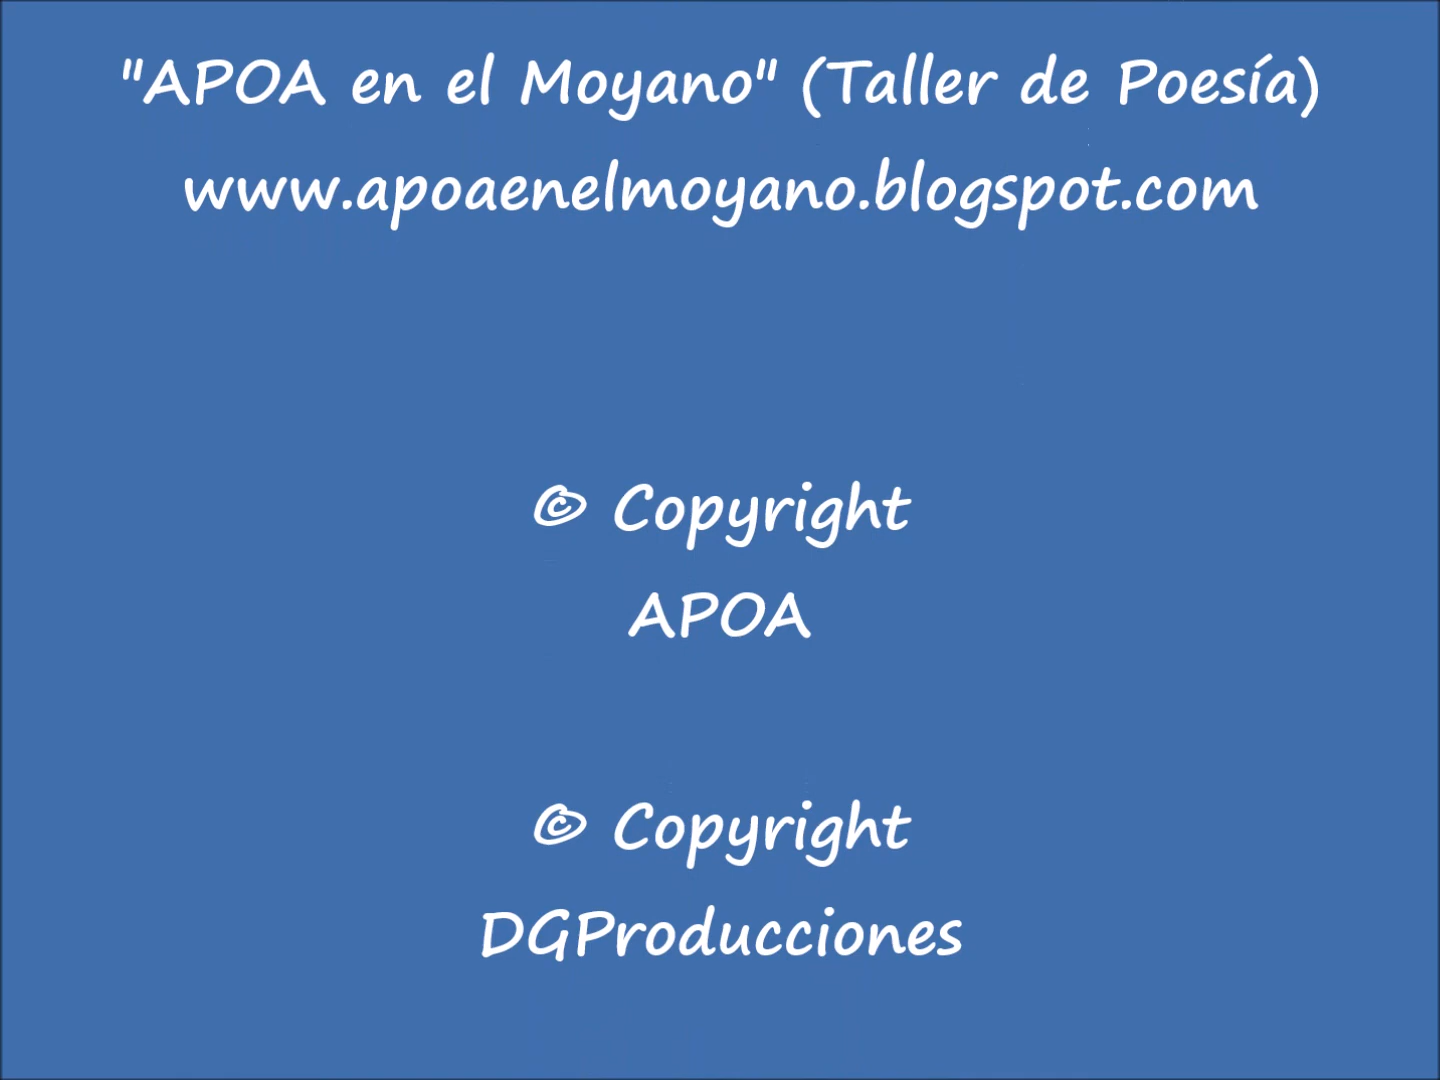 "APOA en el Moyano" (Taller de Poesía)
www.apoaenelmoyano.blogspot.com
© Copyright
APOA
© Copyright
DGProducciones